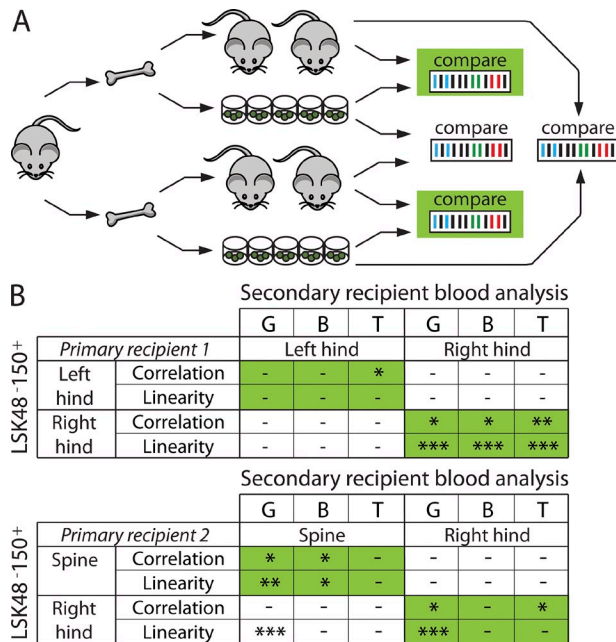 A
compare
compare
compare
compare
B
Secondary recipient blood analysis
G B T G B T
Primary recipient 1 Left hind Right hind
LSK48⁻150⁺
Left hind Correlation - - * - - -
Linearity - - - - - -
Right hind Correlation - - - * * **
Linearity - - - *** *** ***
Secondary recipient blood analysis
G B T G B T
Primary recipient 2 Spine Right hind
LSK48⁻150⁺
Spine Correlation * * - - - -
Linearity ** * - - - -
Right hind Correlation - - - * - *
Linearity *** - - *** - -